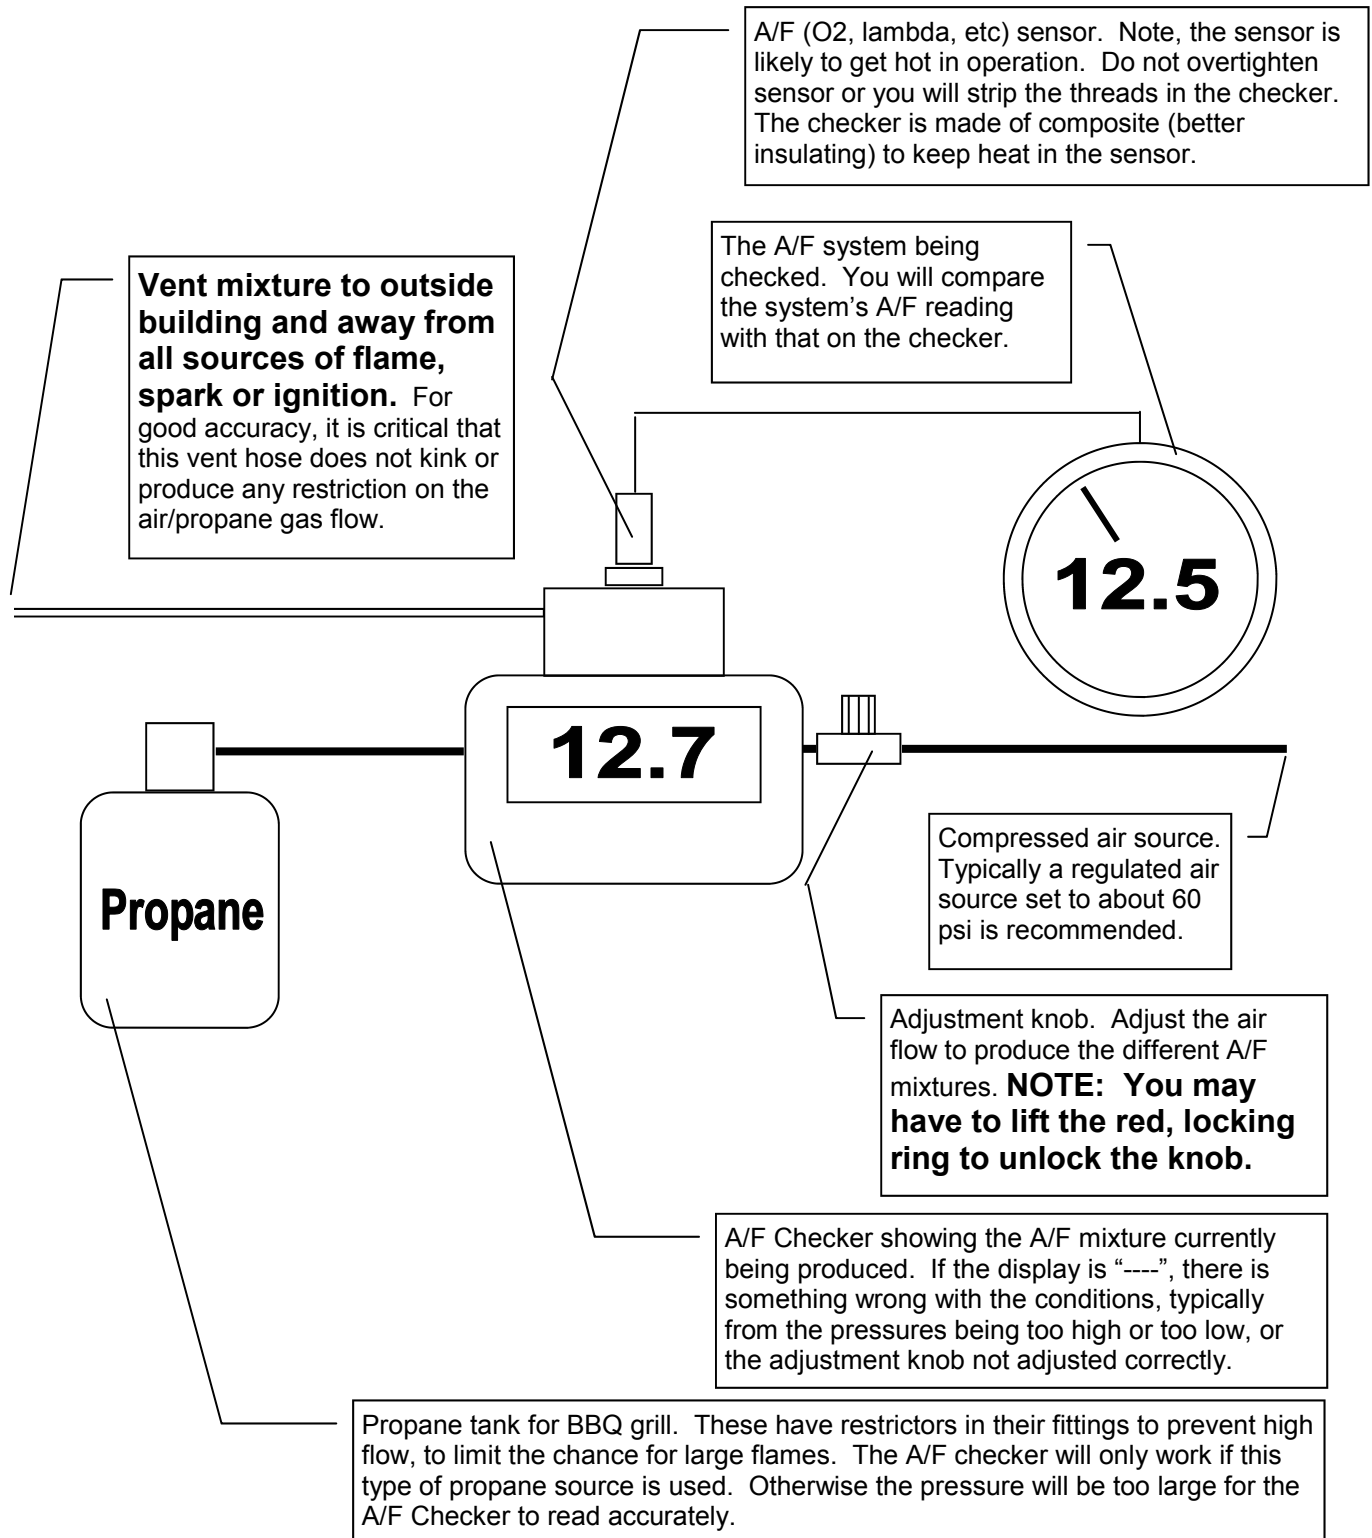 A/F (O2, lambda, etc) sensor.  Note, the sensor is
likely to get hot in operation.  Do not overtighten
sensor or you will strip the threads in the checker.
The checker is made of composite (better
insulating) to keep heat in the sensor.
The A/F system being
checked.  You will compare
the system’s A/F reading
with that on the checker.
Vent mixture to outside
building and away from
all sources of flame,
spark or ignition.  For
good accuracy, it is critical that
this vent hose does not kink or
produce any restriction on the
air/propane gas flow.
12.5
12.7
Propane
Compressed air source.
Typically a regulated air
source set to about 60
psi is recommended.
Adjustment knob.  Adjust the air
flow to produce the different A/F
mixtures. NOTE:  You may
have to lift the red, locking
ring to unlock the knob.
A/F Checker showing the A/F mixture currently
being produced.  If the display is “----”, there is
something wrong with the conditions, typically
from the pressures being too high or too low, or
the adjustment knob not adjusted correctly.
Propane tank for BBQ grill.  These have restrictors in their fittings to prevent high
flow, to limit the chance for large flames.  The A/F checker will only work if this
type of propane source is used.  Otherwise the pressure will be too large for the
A/F Checker to read accurately.